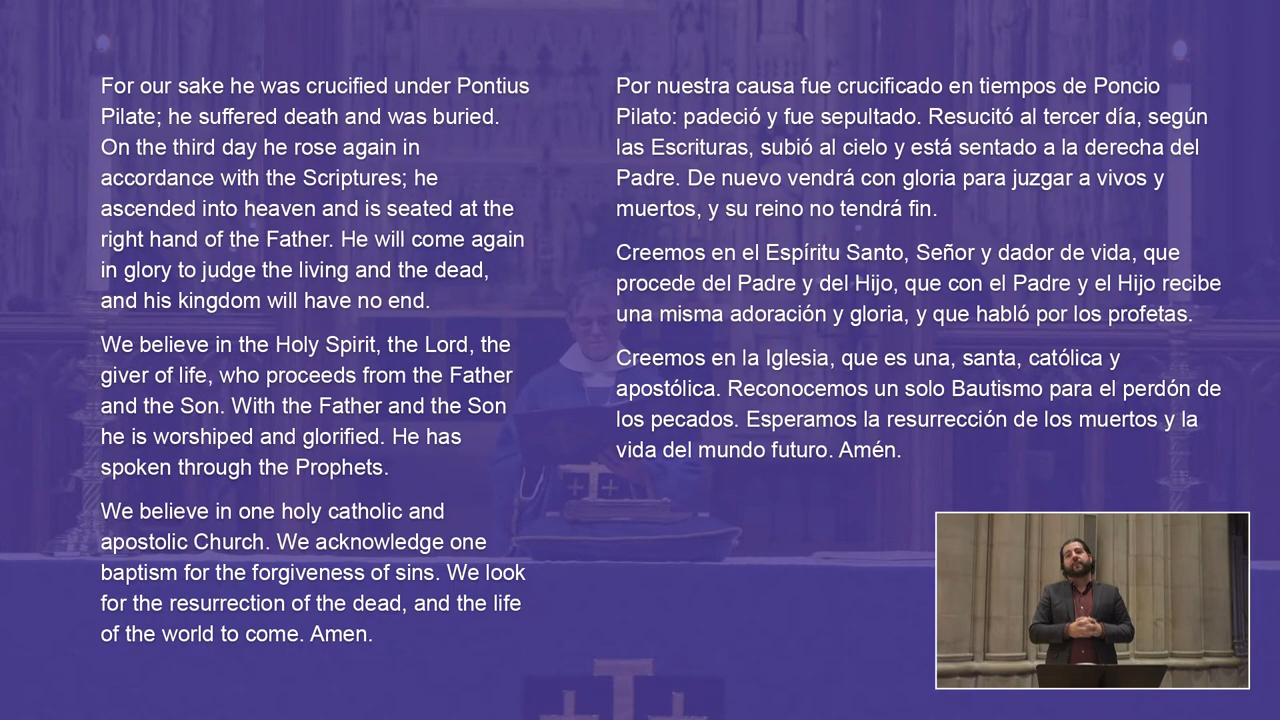 For our sake he was crucified under Pontius
Pilate; he suffered death and was buried.
On the third day he rose again in
accordance with the Scriptures; he
ascended into heaven and is seated at the
right hand of the Father. He will come again
in glory to judge the living and the dead,
and his kingdom will have no end.
We believe in the Holy Spirit, the Lord, the
giver of life, who proceeds from the Father
and the Son. With the Father and the Son
he is worshiped and glorified. He has
spoken through the Prophets.
We believe in one holy catholic and
apostolic Church. We acknowledge one
baptism for the forgiveness of sins. We look
for the resurrection of the dead, and the life
of the world to come. Amen.
Por nuestra causa fue crucificado en tiempos de Poncio
Pilato: padeció y fue sepultado. Resucitó al tercer día, según
las Escrituras, subió al cielo y está sentado a la derecha del
Padre. De nuevo vendrá con gloria para juzgar a vivos y
muertos, y su reino no tendrá fin.
Creemos en el Espíritu Santo, Señor y dador de vida, que
procede del Padre y del Hijo, que con el Padre y el Hijo recibe
una misma adoración y gloria, y que habló por los profetas.
Creemos en la Iglesia, que es una, santa, católica y
apostólica. Reconocemos un solo Bautismo para el perdón de
los pecados. Esperamos la resurrección de los muertos y la
vida del mundo futuro. Amén.